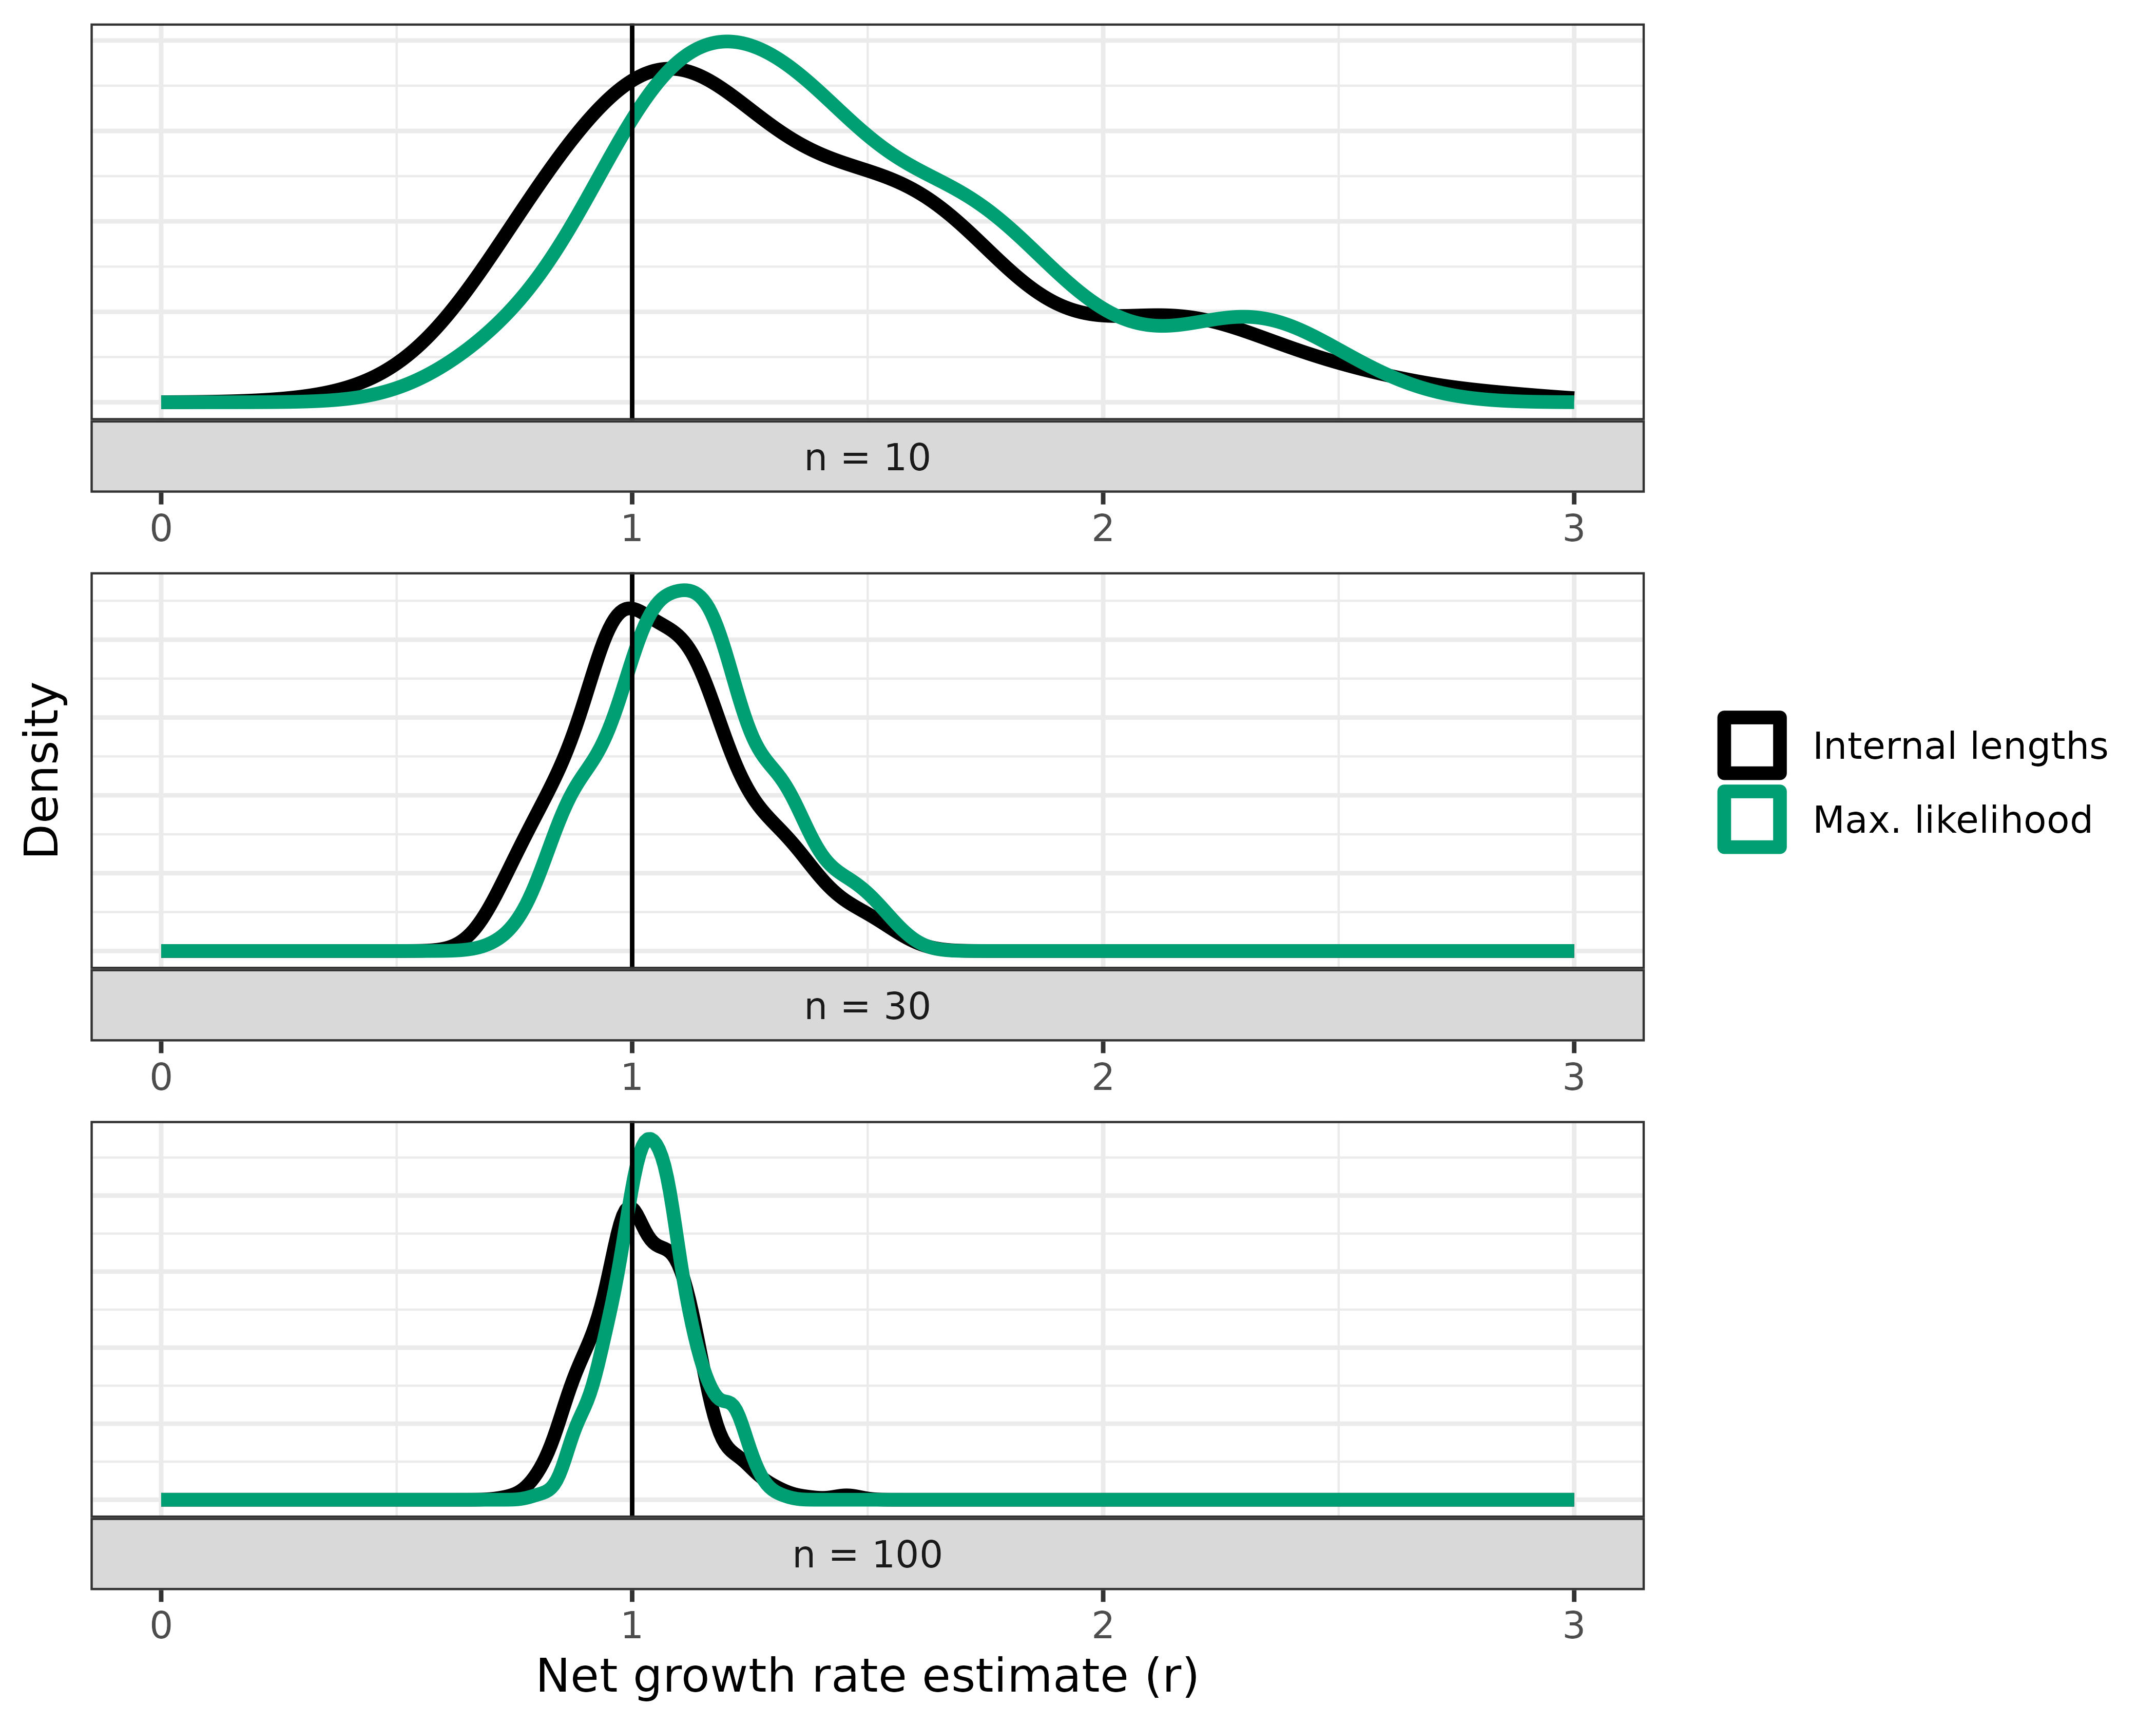 n = 10
0 1 2 3
n = 30
0 1 2 3
n = 100
0 1 2 3
Net growth rate estimate (r)
Density
Internal lengths
Max. likelihood